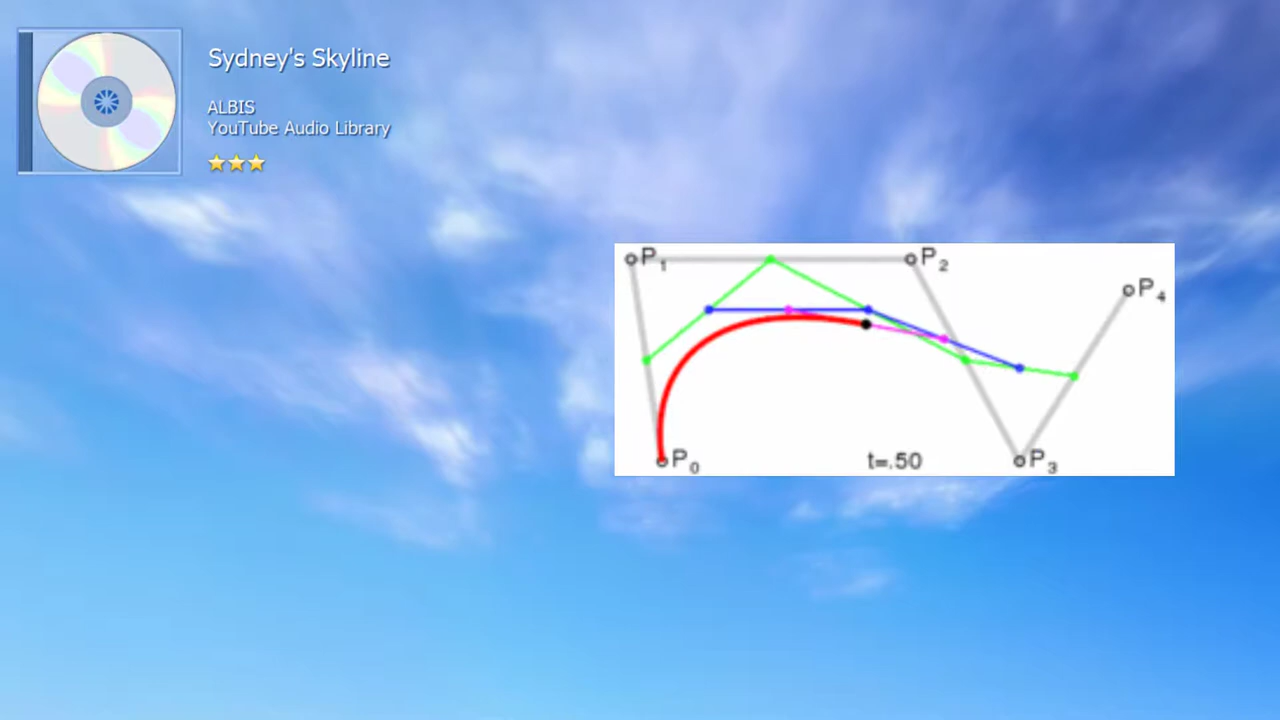 Sydney's Skyline
ALBIS
YouTube Audio Library
P1
P2
P4
P0
t=.50
P3